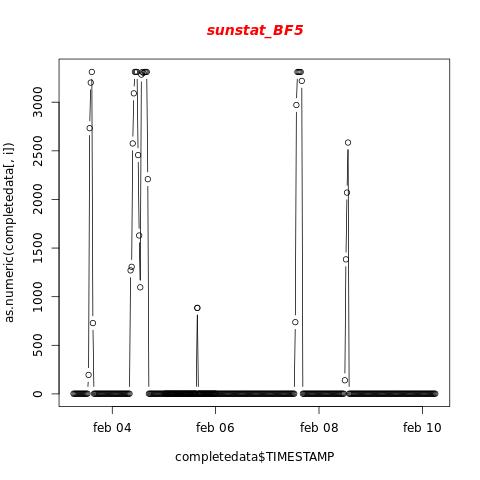 sunstat_BF5
as.numeric(completedata[, i])
3000
2500
2000
1500
1000
500
0
feb 04
feb 06
feb 08
feb 10
completedata$TIMESTAMP